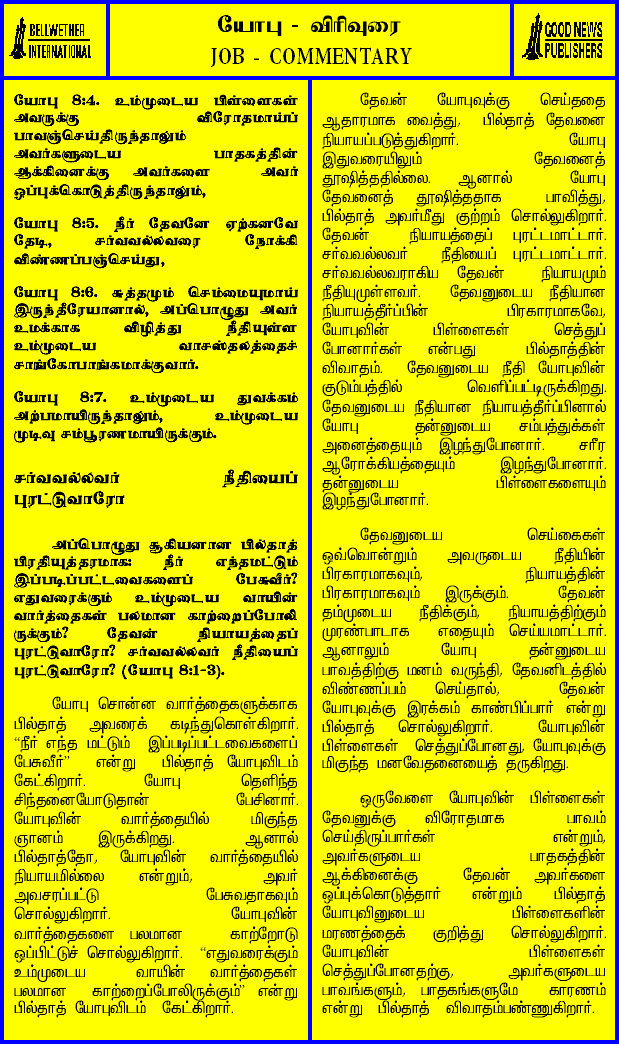 BELLWETHER
INTERNATIONAL
யோபு - விரிவுரை
JOB - COMMENTARY
GOOD NEWS
PUBLISHERS
யோபு 8:4. உம்முடைய பிள்ளைகள்
அவருக்கு விரோதமாய்ப்
பாவஞ்செய்திருந்தாலும்
அவர்களுடைய பாதகத்தின்
ஆக்கினைக்கு அவர்களை அவர்
ஒப்புக்கொடுத்திருந்தாலும்,
யோபு 8:5. நீர் தேவனே ஏற்கனவே
தேடி, சர்வவல்லவரை நோக்கி
விண்ணப்பஞ்செய்து,
யோபு 8:6. சுத்தமும் செம்மையுமாய்
இருந்தீரேயானால், அப்பொழுது அவர்
உமக்காக விழித்து நீதியுள்ள
உம்முடைய வாசஸ்தலத்தைச்
சாங்கோபாங்கமாக்குவார்.
யோபு 8:7. உம்முடைய துவக்கம்
அற்பமாயிருந்தாலும், உம்முடைய
முடிவு சம்பூரணமாயிருக்கும்.
சர்வவல்லவர் நீதியைப்
புரட்டுவாரோ
அப்பொழுது சூகியனான பில்தாத்
பிரதியுத்தரமாக: நீர் எந்தமட்டும்
இப்படிப்பட்டவைகளைப் பேசுவீர்?
எதுவரைக்கும் உம்முடைய வாயின்
வார்த்தைகள் பலமான காற்றைப்போலி
ருக்கும்? தேவன் நியாயத்தைப்
புரட்டுவாரோ? சர்வவல்லவர் நீதியைப்
புரட்டுவாரோ? (யோபு 8:1-3).
யோபு சொன்ன வார்த்தைகளுக்காக
பில்தாத் அவரைக் கடிந்துகொள்கிறார்.
“நீர் எந்த மட்டும் இப்படிப்பட்டவைகளைப்
பேசுவீர்” என்று பில்தாத் யோபுவிடம்
கேட்கிறார். யோபு தெளிந்த
சிந்தனையோடுதான் பேசினார்.
யோபுவின் வார்த்தையில் மிகுந்த
ஞானம் இருக்கிறது. ஆனால்
பில்தாத்தோ, யோபுவின் வார்த்தையில்
நியாயமில்லை என்றும், அவர்
அவசரப்பட்டு பேசுவதாகவும்
சொல்லுகிறார். யோபுவின்
வார்த்தைகளை பலமான காற்றோடு
ஒப்பிட்டுச் சொல்லுகிறார். “எதுவரைக்கும்
உம்முடைய வாயின் வார்த்தைகள்
பலமான காற்றைப்போலிருக்கும்” என்று
பில்தாத் யோபுவிடம் கேட்கிறார்.
தேவன் யோபுவுக்கு செய்ததை
ஆதாரமாக வைத்து, பில்தாத் தேவனை
நியாயப்படுத்துகிறார். யோபு
இதுவரையிலும் தேவனைத்
தூஷித்ததில்லை. ஆனால் யோபு
தேவனைத் தூஷித்ததாக பாவித்து,
பில்தாத் அவர்மீது குற்றம் சொல்லுகிறார்.
தேவன் நியாயத்தைப் புரட்டமாட்டார்.
சர்வவல்லவர் நீதியைப் புரட்டமாட்டார்.
சர்வவல்லவராகிய தேவன் நியாயமும்
நீதியுமுள்ளவர். தேவனுடைய நீதியான
நியாயத்தீர்ப்பின் பிரகாரமாகவே,
யோபுவின் பிள்ளைகள் செத்துப்
போனார்கள் என்பது பில்தாத்தின்
விவாதம். தேவனுடைய நீதி யோபுவின்
குடும்பத்தில் வெளிப்பட்டிருக்கிறது.
தேவனுடைய நீதியான நியாயத்தீர்ப்பினால்
யோபு தன்னுடைய சம்பத்துக்கள்
அனைத்தையும் இழந்துபோனார். சரீர
ஆரோக்கியத்தையும் இழந்துபோனார்.
தன்னுடைய பிள்ளைகளையும்
இழந்துபோனார்.
தேவனுடைய செய்கைகள்
ஒவ்வொன்றும் அவருடைய நீதியின்
பிரகாரமாகவும், நியாயத்தின்
பிரகாரமாகவும் இருக்கும். தேவன்
தம்முடைய நீதிக்கும், நியாயத்திற்கும்
முரண்பாடாக எதையும் செய்யமாட்டார்.
ஆனாலும் யோபு தன்னுடைய
பாவத்திற்கு மனம் வருந்தி, தேவனிடத்தில்
விண்ணப்பம் செய்தால், தேவன்
யோபுவுக்கு இரக்கம் காண்பிப்பார் என்று
பில்தாத் சொல்லுகிறார். யோபுவின்
பிள்ளைகள் செத்துப்போனது, யோபுவுக்கு
மிகுந்த மனவேதனையைத் தருகிறது.
ஒருவேளை யோபுவின் பிள்ளைகள்
தேவனுக்கு விரோதமாக பாவம்
செய்திருப்பார்கள் என்றும்,
அவர்களுடைய பாதகத்தின்
ஆக்கினைக்கு தேவன் அவர்களை
ஒப்புக்கொடுத்தார் என்றும் பில்தாத்
யோபுவினுடைய பிள்ளைகளின்
மரணத்தைக் குறித்து சொல்லுகிறார்.
யோபுவின் பிள்ளைகள்
செத்துப்போனதற்கு, அவர்களுடைய
பாவங்களும், பாதகங்களுமே காரணம்
என்று பில்தாத் விவாதம்பண்ணுகிறார்.